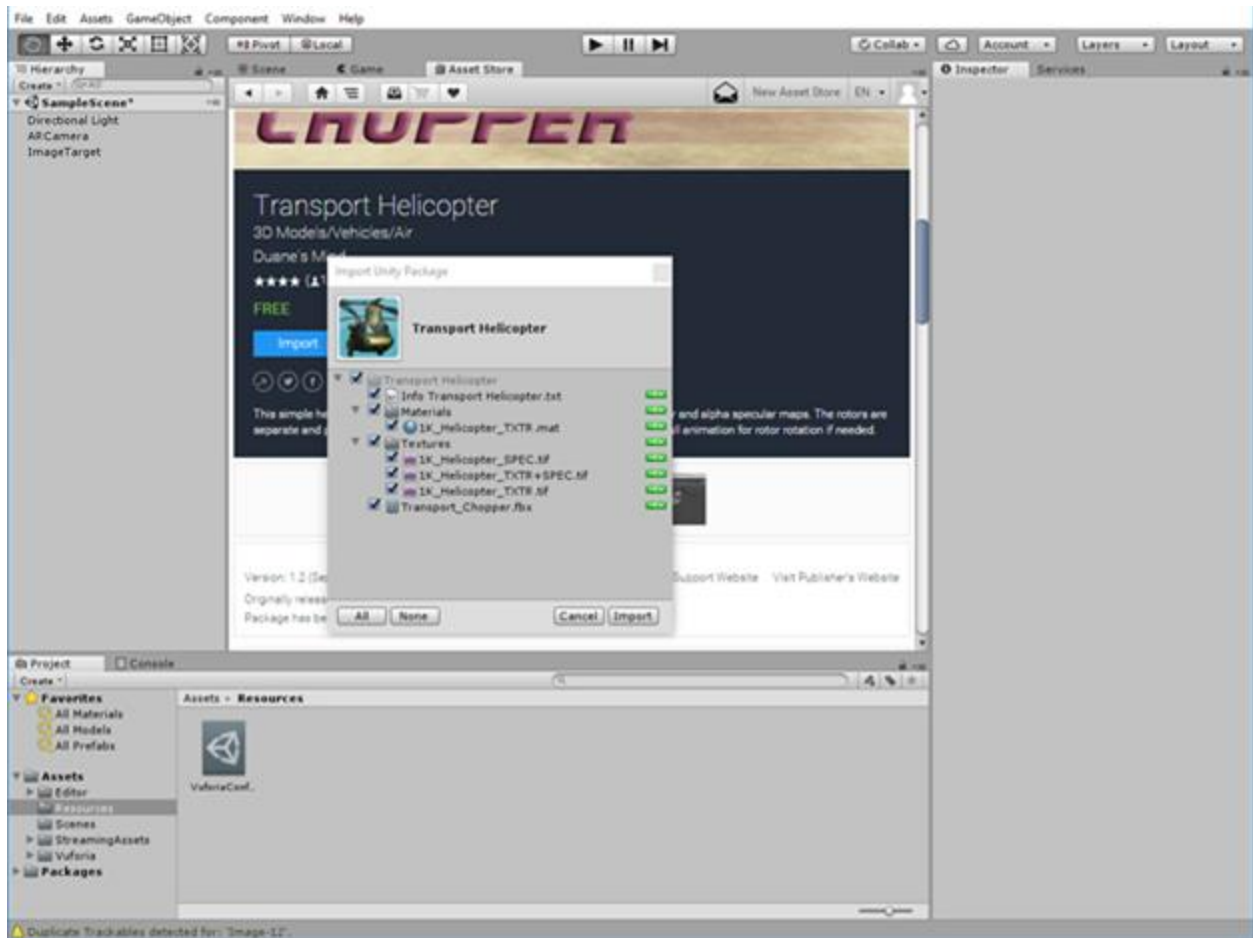 File Edit Assets GameObject Component Window Help
Pivot Local
Collab
Account
Layers
Layout
Hierarchy
Scene
Game
Asset Store
Inspector
Services
Create
SampleScene*
Directional Light
ARCamera
ImageTarget
New Asset Store EN
CHOPPER
Transport Helicopter
3D Models/Vehicles/Air
Duane's
FREE
Import
This simple
and alpha specular maps. The rotors are
separate and
animation for rotor rotation if needed.
Import Unity Package
Transport Helicopter
Transport Helicopter
Info Transport Helicopter.txt
Materials
1K_Helicopter_TXTR.mat
Textures
1K_Helicopter_SPEC.tif
1K_Helicopter_TXTR+SPEC.tif
1K_Helicopter_TXTR.tif
Transport_Chopper.fbx
All None Cancel Import
Version: 1.2
Support Website Visit Publisher's Website
Originally
Package has
Project Console
Create
Favorites
All Materials
All Models
All Prefabs
Assets
Editor
Resources
Scenes
StreamingAssets
Vuforia
Packages
Assets Resources
VuforiaConf..
Duplicate Trackables detected for: 'Image-12'.